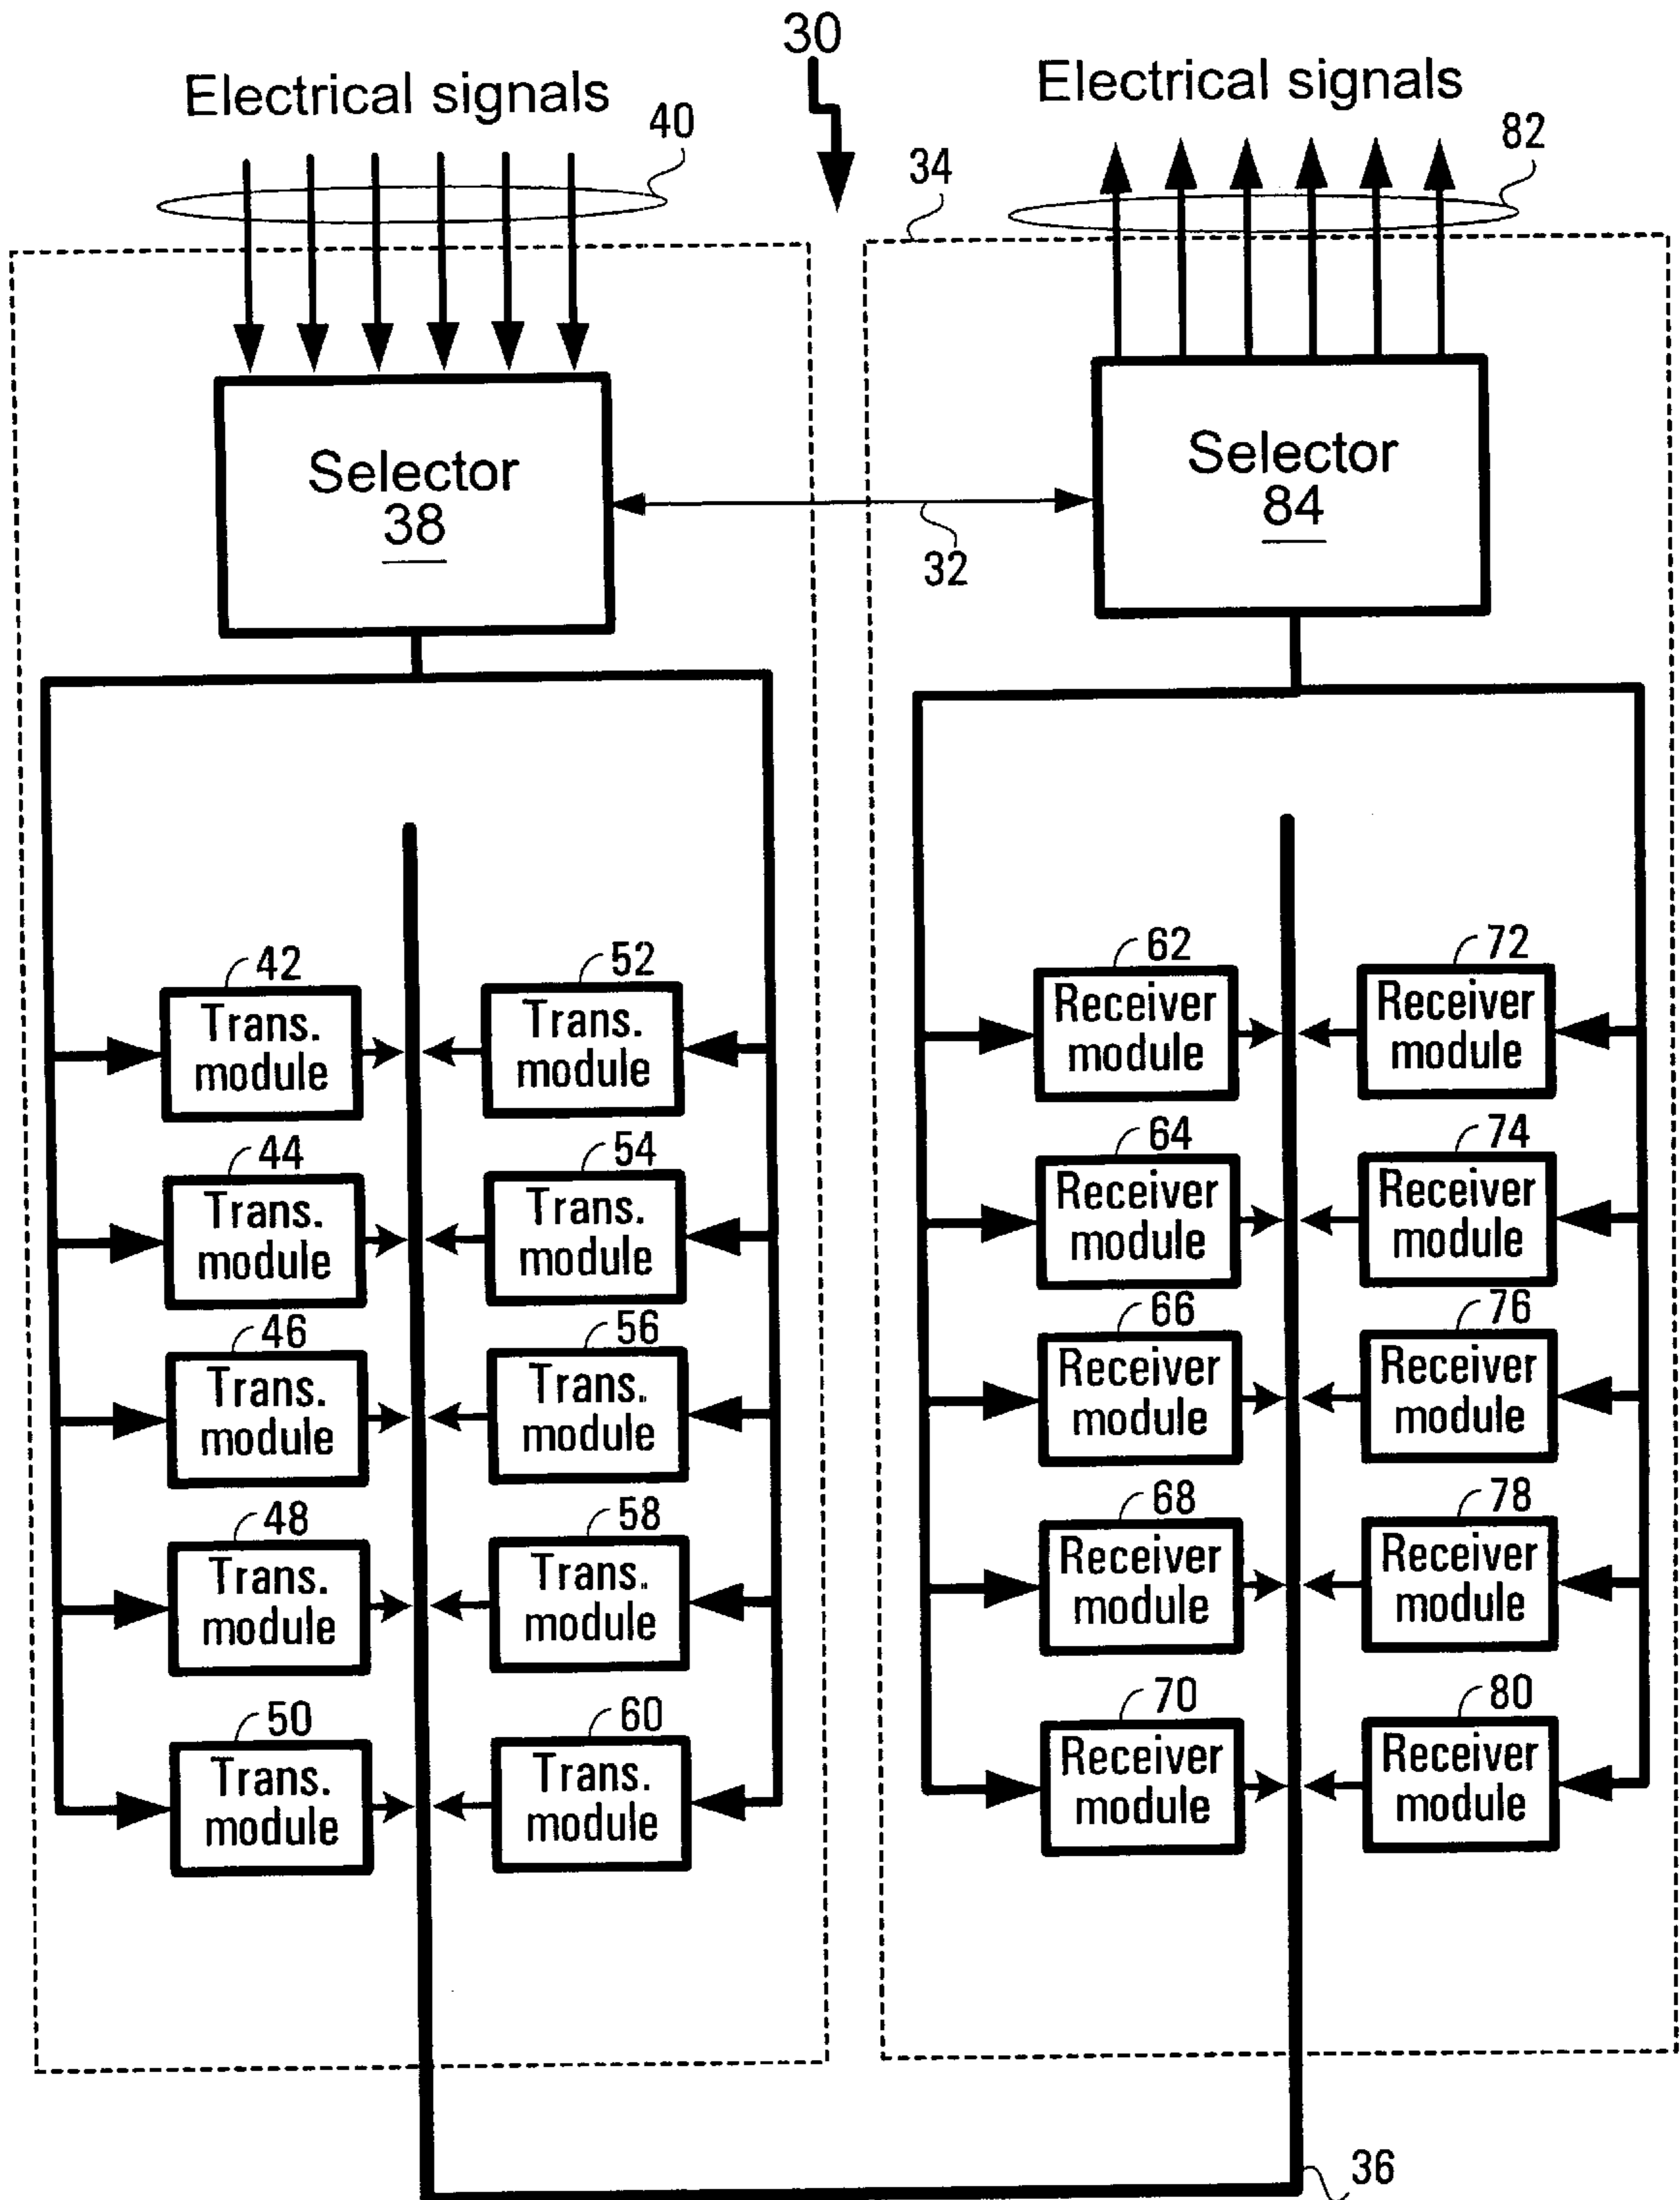 30
Electrical signals
Electrical signals
40
82
34
Selector
38
Selector
84
32
42
52
62
72
Trans.
module
Trans.
module
Receiver
module
Receiver
module
44
54
64
74
Trans.
module
Trans.
module
Receiver
module
Receiver
module
46
56
66
76
Trans.
module
Trans.
module
Receiver
module
Receiver
module
48
58
68
78
Trans.
module
Trans.
module
Receiver
module
Receiver
module
50
60
70
80
Trans.
module
Trans.
module
Receiver
module
Receiver
module
36